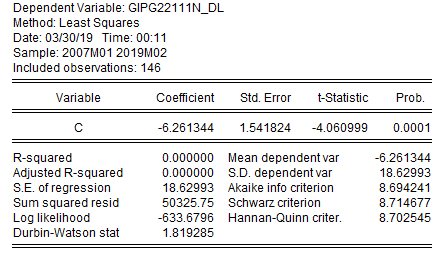 Dependent Variable: GIPG22111N_DL
Method: Least Squares
Date: 03/30/19 Time: 00:11
Sample: 2007M01 2019M02
Included observations: 146
Variable Coefficient Std. Error t-Statistic Prob.
C -6.261344 1.541824 -4.060999 0.0001
R-squared 0.000000 Mean dependent var -6.261344
Adjusted R-squared 0.000000 S.D. dependent var 18.62993
S.E. of regression 18.62993 Akaike info criterion 8.694241
Sum squared resid 50325.75 Schwarz criterion 8.714677
Log likelihood -633.6796 Hannan-Quinn criter. 8.702545
Durbin-Watson stat 1.819285